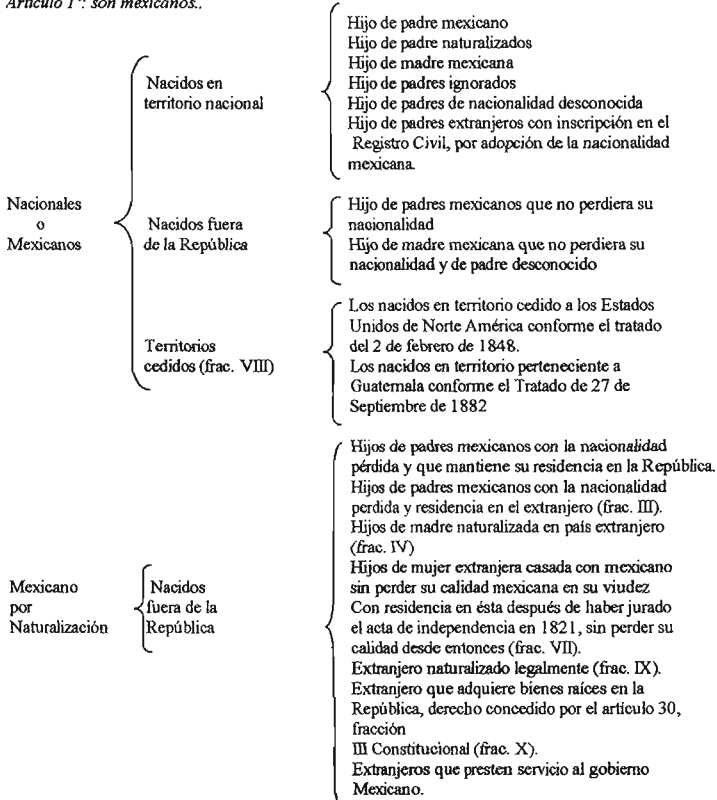 Artículo 1°: son mexicanos..
Hijo de padre mexicano
Hijo de padre naturalizados
Hijo de madre mexicana
Hijo de padres ignorados
Hijo de padres de nacionalidad desconocida
Hijo de padres extranjeros con inscripción en el
Registro Civil, por adopción de la nacionalidad
mexicana.
Nacidos en
territorio nacional
Nacionales
o
Mexicanos
Nacidos fuera
de la República
Hijo de padres mexicanos que no perdiera su
nacionalidad
Hijo de madre mexicana que no perdiera su
nacionalidad y de padre desconocido
Territorios
cedidos (frac. VIII)
Los nacidos en territorio cedido a los Estados
Unidos de Norte América conforme el tratado
del 2 de febrero de 1848.
Los nacidos en territorio perteneciente a
Guatemala conforme el Tratado de 27 de
Septiembre de 1882
Mexicano
por
Naturalización
Nacidos
fuera de la
República
Hijos de padres mexicanos con la nacionalidad
pérdida y que mantiene su residencia en la República.
Hijos de padres mexicanos con la nacionalidad
perdida y residencia en el extranjero (frac. III).
Hijos de madre naturalizada en país extranjero
(frac. IV)
Hijos de mujer extranjera casada con mexicano
sin perder su calidad mexicana en su viudez
Con residencia en ésta después de haber jurado
el acta de independencia en 1821, sin perder su
calidad desde entonces (frac. VII).
Extranjero naturalizado legalmente (frac. IX).
Extranjero que adquiere bienes raíces en la
República, derecho concedido por el artículo 30,
fracción
III Constitucional (frac. X).
Extranjeros que presten servicio al gobierno
Mexicano.